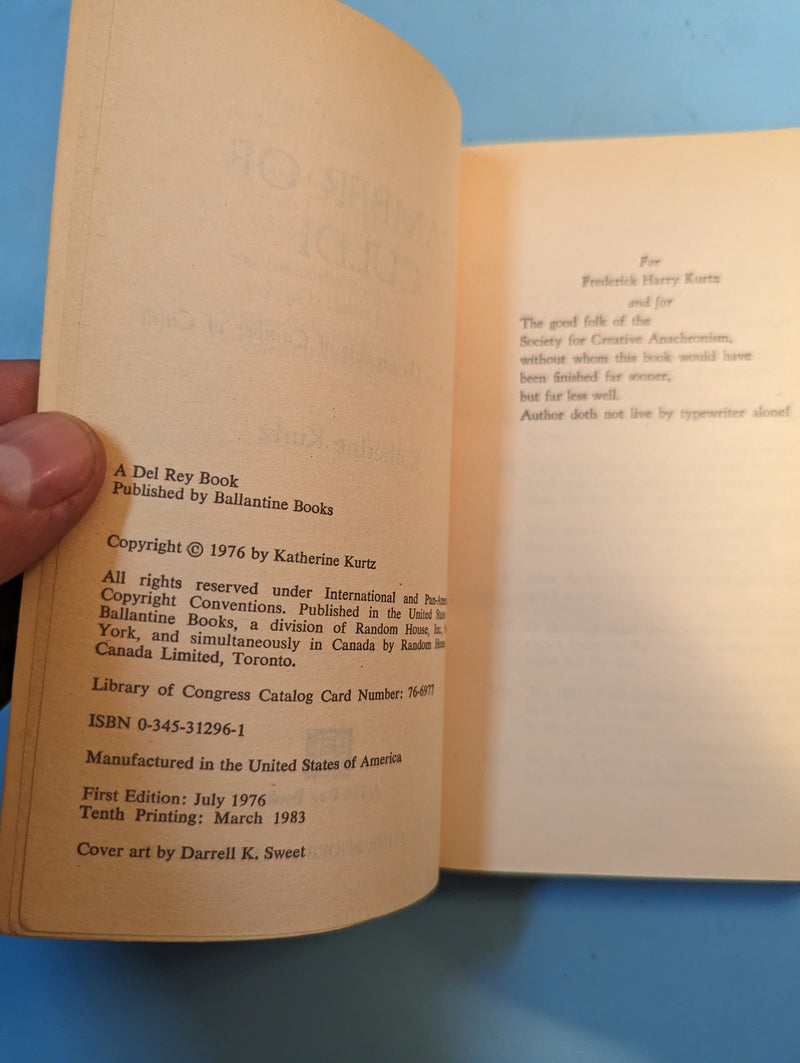 A Del Rey Book
Published by Ballantine Books
Copyright © 1976 by Katherine Kurtz
All rights reserved under International and Pan-Ame
Copyright Conventions. Published in the United State
Ballantine Books, a division of Random House, Inc.,
York, and simultaneously in Canada by Random House
Canada Limited, Toronto.
Library of Congress Catalog Card Number: 76-6977
ISBN 0-345-31296-1
Manufactured in the United States of America
First Edition: July 1976
Tenth Printing: March 1983
Cover art by Darrell K. Sweet
For
Frederick Harry Kurtz
and for
The good folk of the
Society for Creative Anachronism,
without whom this book would have
been finished far sooner,
but far less well.
Author doth not live by typewriter alone!